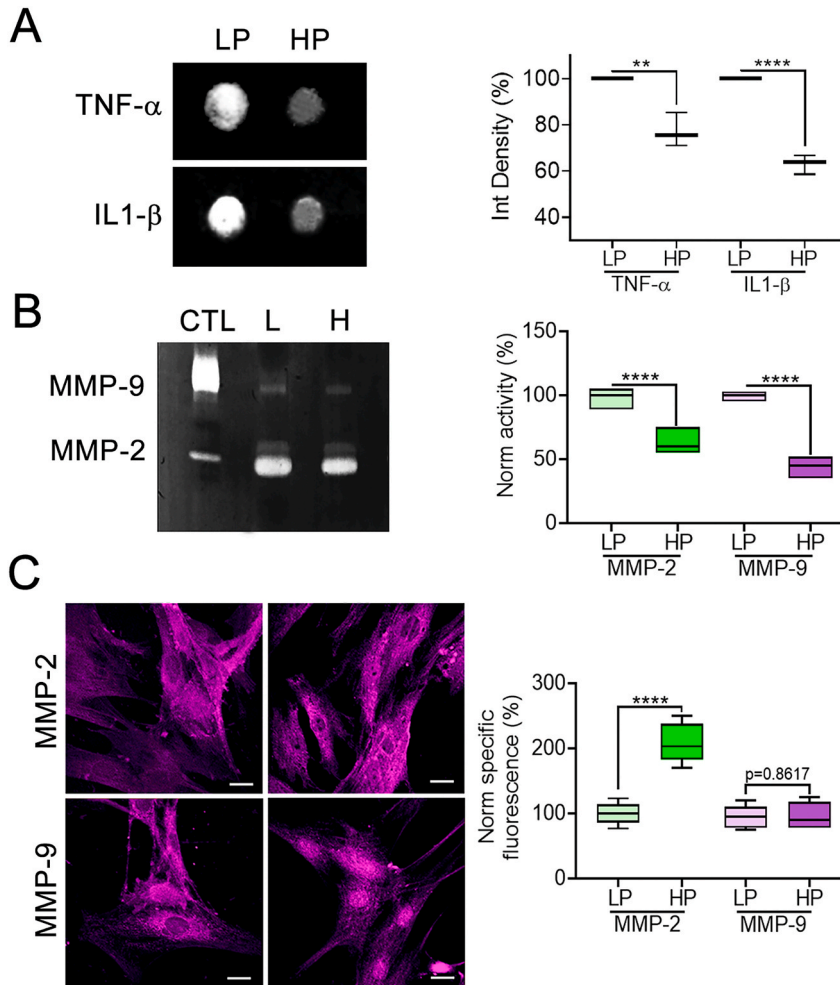 A
LP HP
TNF-α
IL1-β
Int Density (%)
100
80
60
40
**
****
LP HP LP HP
TNF-α IL1-β
B
CTL L H
MMP-9
MMP-2
Norm activity (%)
150
100
50
0
****
****
LP HP LP HP
MMP-2 MMP-9
C
MMP-2
MMP-9
Norm specific
fluorescence (%)
300
200
100
0
****
p=0.8617
LP HP LP HP
MMP-2 MMP-9